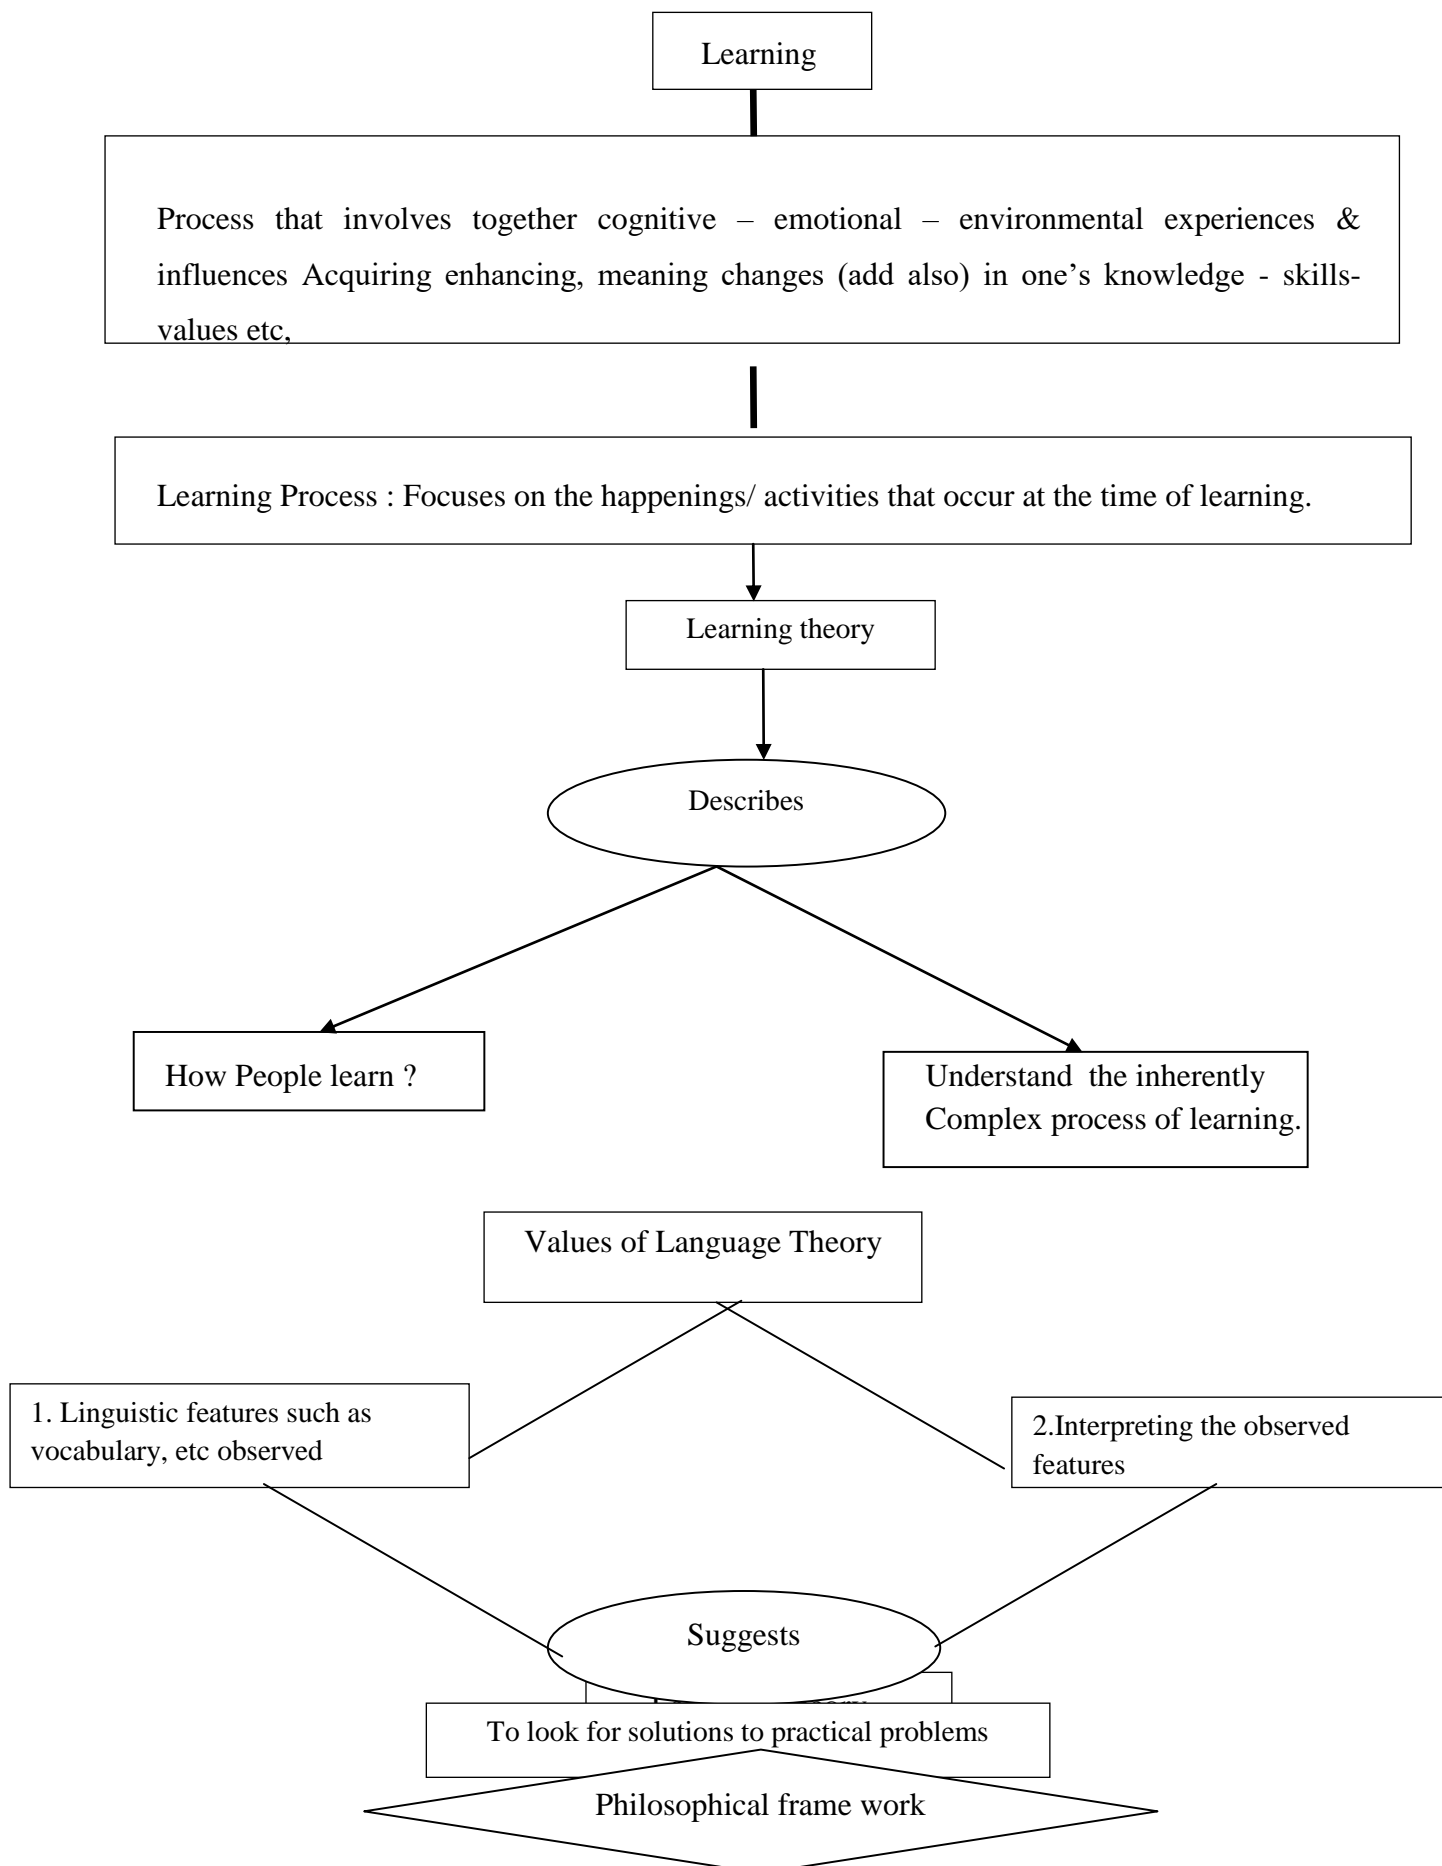 Learning
Process that involves together cognitive – emotional – environmental experiences &
influences Acquiring enhancing, meaning changes (add also) in one’s knowledge - skills-
values etc,
Learning Process : Focuses on the happenings/ activities that occur at the time of learning.
Learning theory
Describes
How People learn ?
Understand the inherently
Complex process of learning.
Values of Language Theory
1. Linguistic features such as
vocabulary, etc observed
2.Interpreting the observed
features
Suggests
To look for solutions to practical problems
Philosophical frame work